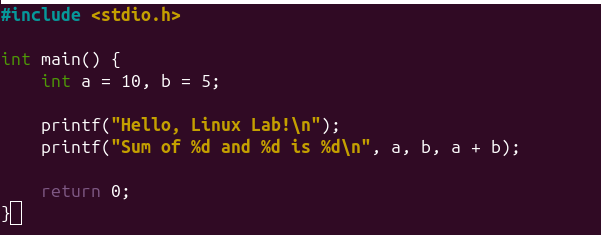 #include <stdio.h>

int main() {
    int a = 10, b = 5;

    printf("Hello, Linux Lab!\n");
    printf("Sum of %d and %d is %d\n", a, b, a + b);

    return 0;
}